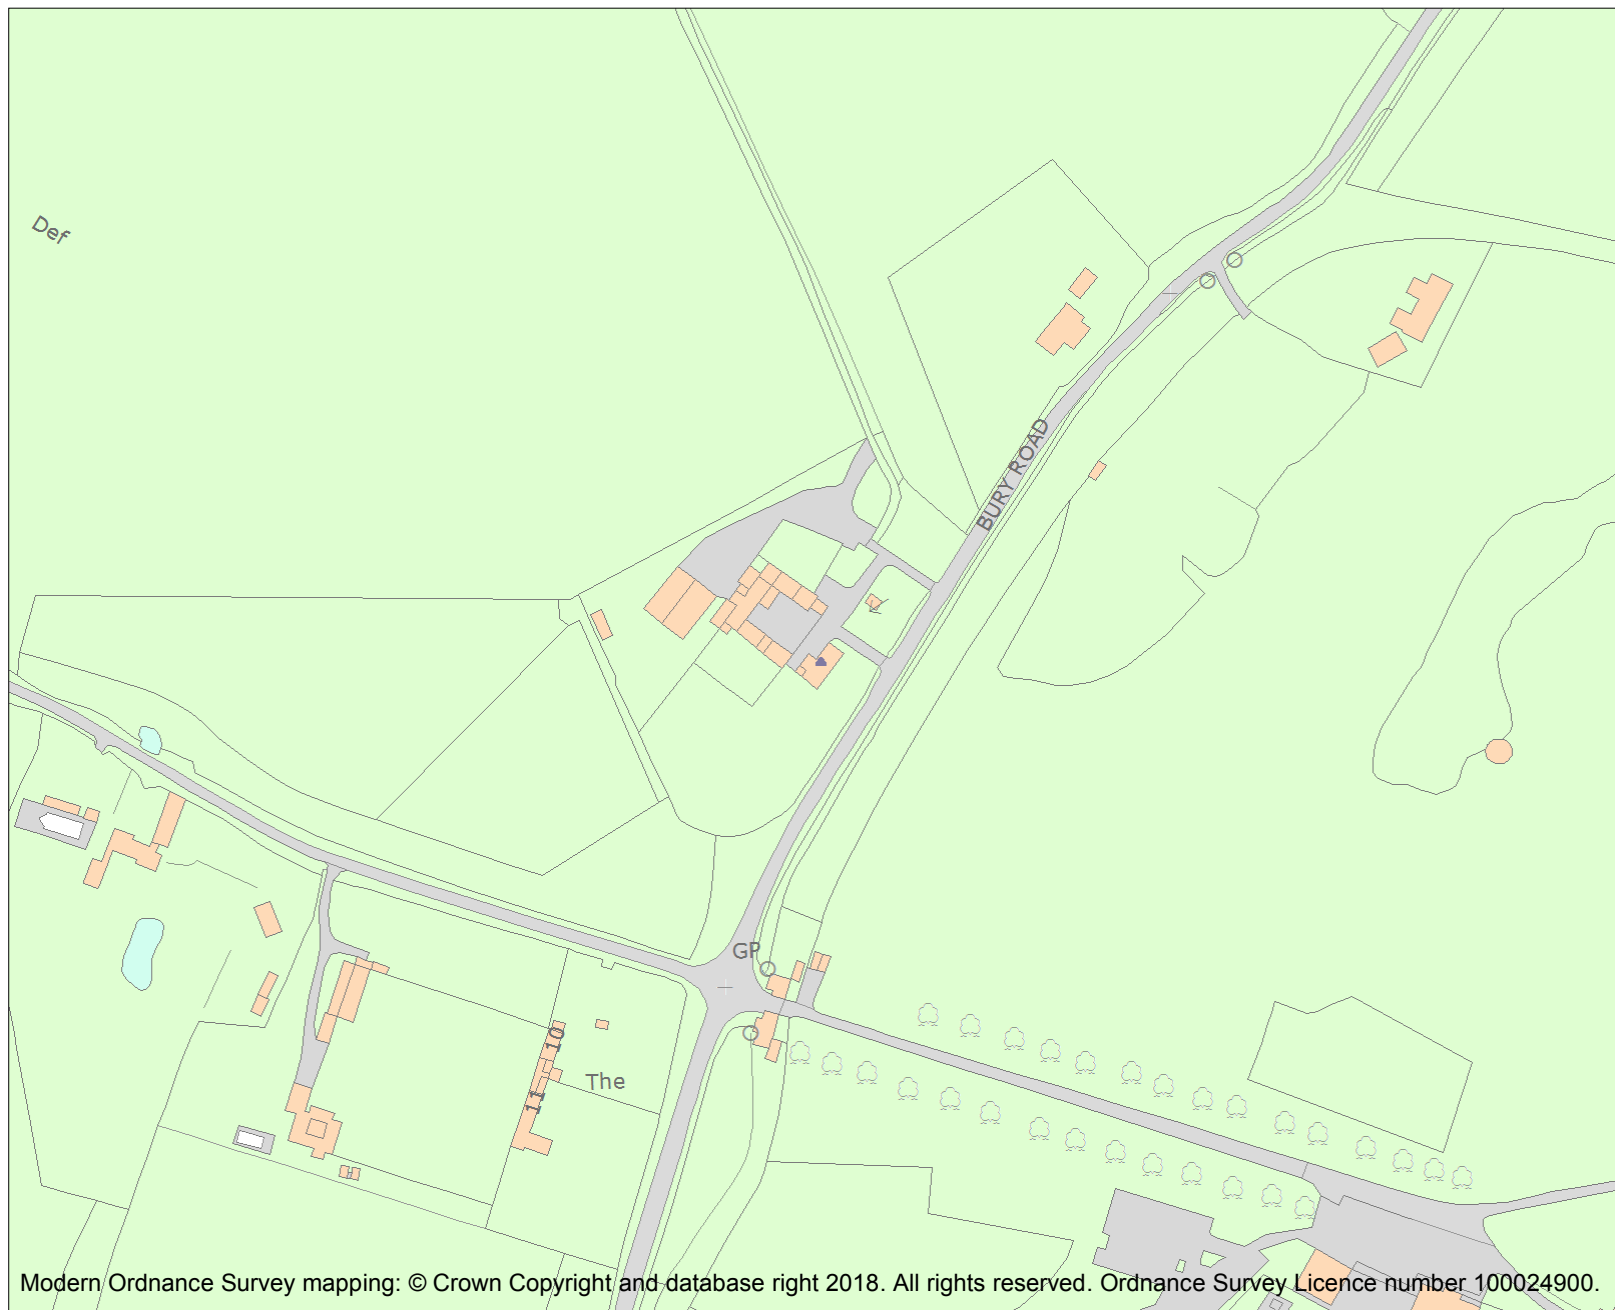 Def
BURY ROAD
GP
10
The
11
Modern Ordnance Survey mapping: © Crown Copyright and database right 2018. All rights reserved. Ordnance Survey Licence number 100024900.